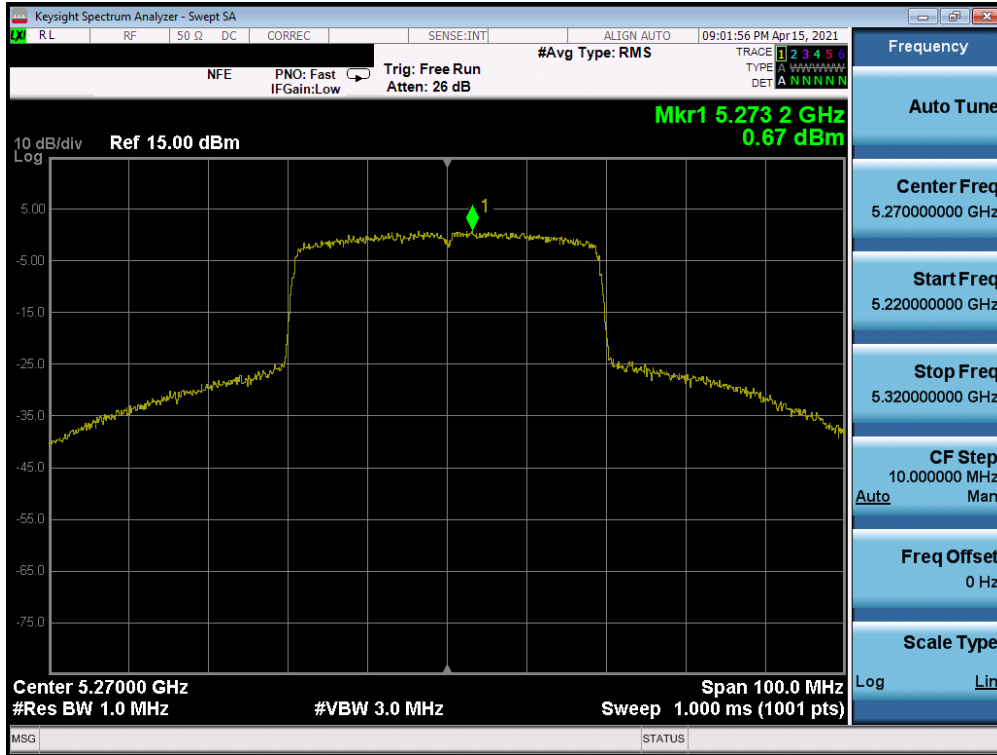 Keysight Spectrum Analyzer - Swept SA
LXI RL RF 50 Ω DC CORREC SENSE:INT ALIGN AUTO 09:01:56 PM Apr 15, 2021
NFE PNO: Fast Trig: Free Run #Avg Type: RMS TRACE 1 2 3 4 5 6
IFGain:Low Atten: 26 dB TYPE A WWWWW
DET A N N N N N
Mkr1 5.273 2 GHz
0.67 dBm
10 dB/div Ref 15.00 dBm
Log
1
5.00
-5.00
-15.0
-25.0
-35.0
-45.0
-55.0
-65.0
-75.0
Center 5.27000 GHz Span 100.0 MHz
#Res BW 1.0 MHz #VBW 3.0 MHz Sweep 1.000 ms (1001 pts)
MSG STATUS
Frequency
Auto Tune
Center Freq
5.270000000 GHz
Start Freq
5.220000000 GHz
Stop Freq
5.320000000 GHz
CF Step
10.000000 MHz
Auto Man
Freq Offset
0 Hz
Scale Type
Log Lin